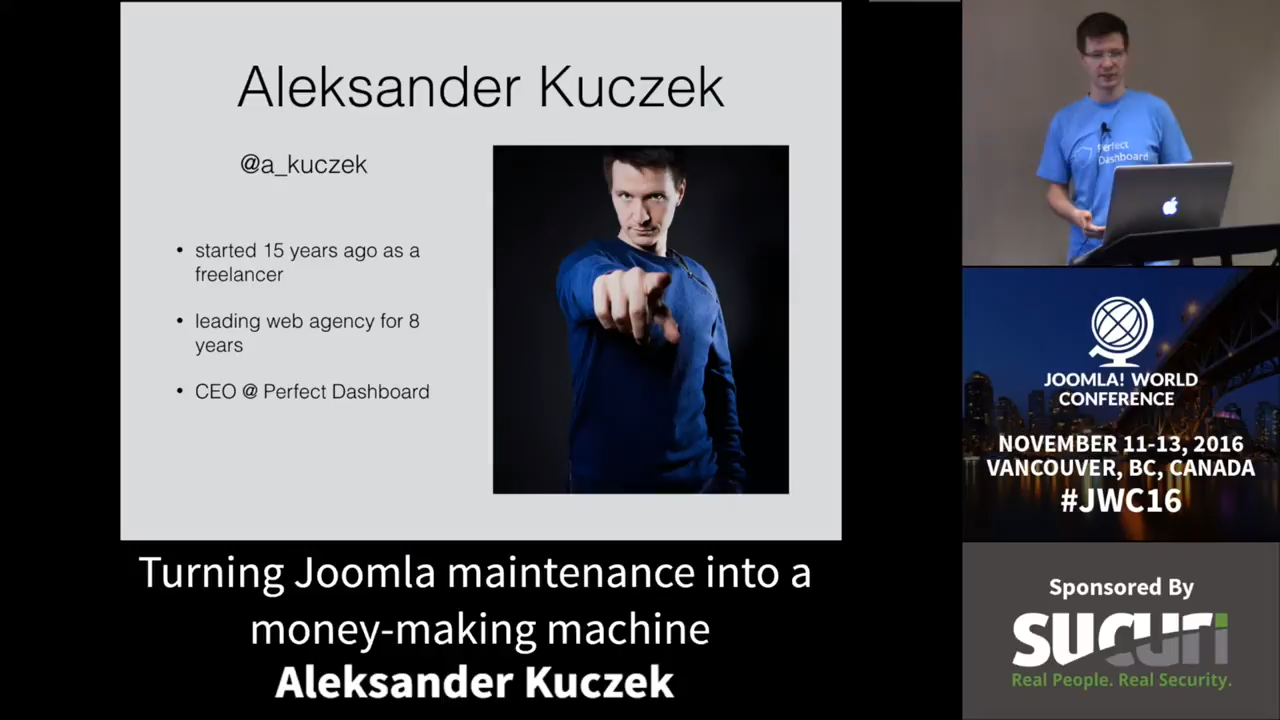 Aleksander Kuczek
@a_kuczek
• started 15 years ago as a
freelancer
• leading web agency for 8
years
• CEO @ Perfect Dashboard
Turning Joomla maintenance into a
money-making machine
Aleksander Kuczek
Perfect
Dashboard
JOOMLA! WORLD
CONFERENCE
NOVEMBER 11-13, 2016
VANCOUVER, BC, CANADA
#JWC16
Sponsored By
SUCURI
Real People. Real Security.